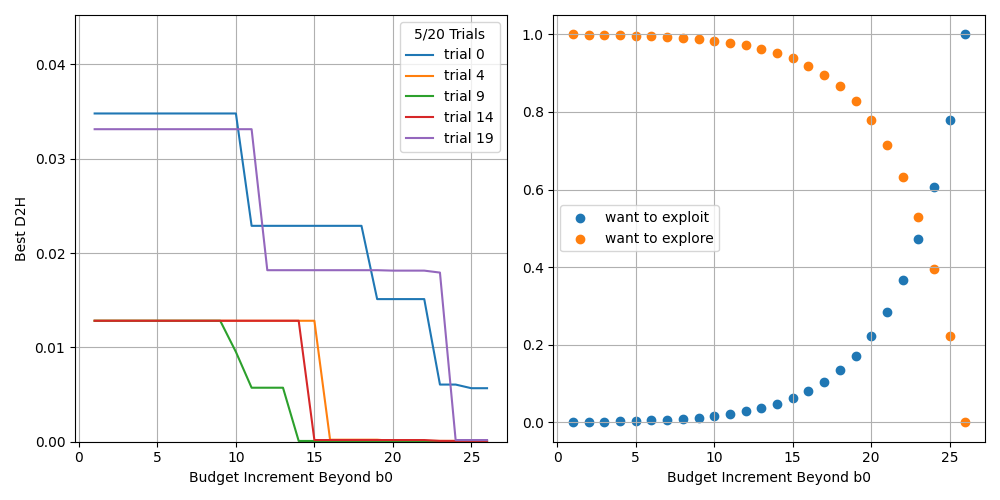 5/20 Trials
trial 0
trial 4
trial 9
trial 14
trial 19
0.04
0.03
0.02
0.01
0.00
Best D2H
0 5 10 15 20 25
Budget Increment Beyond b0
1.0
0.8
0.6
0.4
0.2
0.0
want to exploit
want to explore
0 5 10 15 20 25
Budget Increment Beyond b0